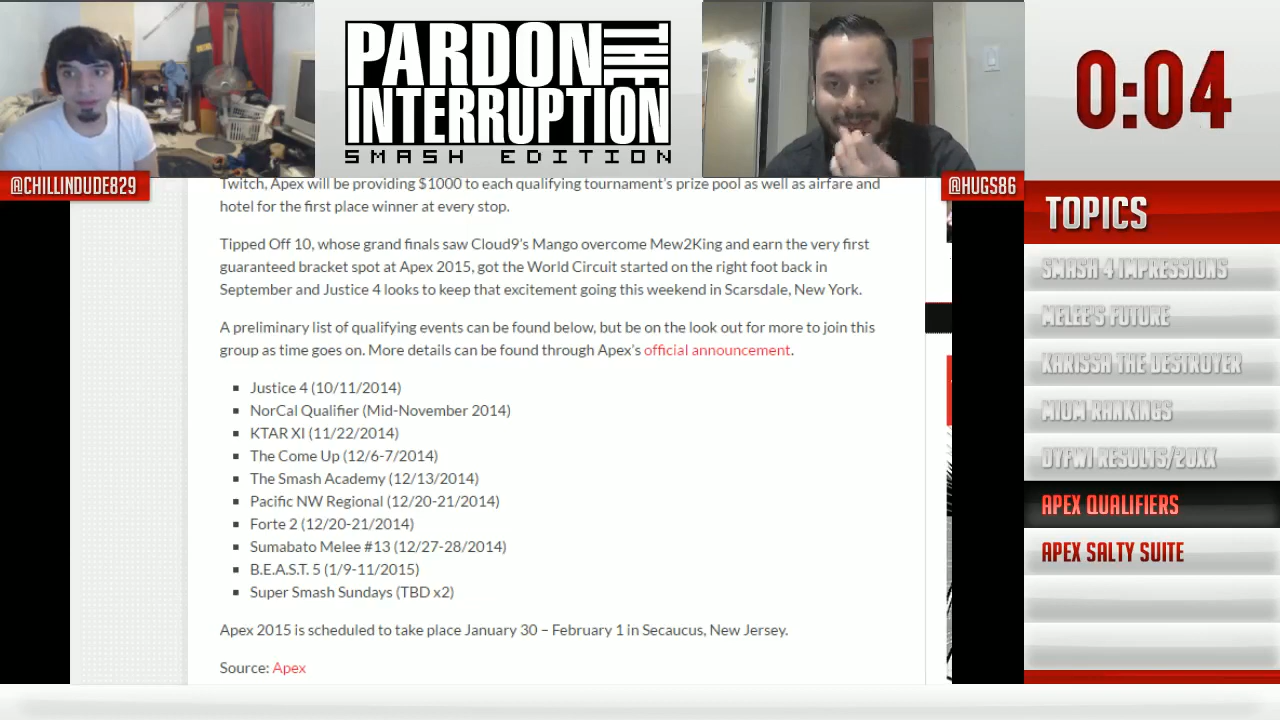 PARDON THE
INTERRUPTION
SMASH EDITION
0:04
@CHILLINDUDE829
@HUGS86
Twitch, Apex will be providing $1000 to each qualifying tournament's prize pool as well as airfare and
hotel for the first place winner at every stop.
Tipped Off 10, whose grand finals saw Cloud9's Mango overcome Mew2King and earn the very first
guaranteed bracket spot at Apex 2015, got the World Circuit started on the right foot back in
September and Justice 4 looks to keep that excitement going this weekend in Scarsdale, New York.
A preliminary list of qualifying events can be found below, but be on the look out for more to join this
group as time goes on. More details can be found through Apex's official announcement.
Justice 4 (10/11/2014)
NorCal Qualifier (Mid-November 2014)
KTAR XI (11/22/2014)
The Come Up (12/6-7/2014)
The Smash Academy (12/13/2014)
Pacific NW Regional (12/20-21/2014)
Forte 2 (12/20-21/2014)
Sumabato Melee #13 (12/27-28/2014)
B.E.A.S.T. 5 (1/9-11/2015)
Super Smash Sundays (TBD x2)
Apex 2015 is scheduled to take place January 30 – February 1 in Secaucus, New Jersey.
Source: Apex
TOPICS
SMASH 4 IMPRESSIONS
MELEE'S FUTURE
KARISSA THE DESTROYER
MIOM RANKINGS
DYFWI RESULTS/20XX
APEX QUALIFIERS
APEX SALTY SUITE